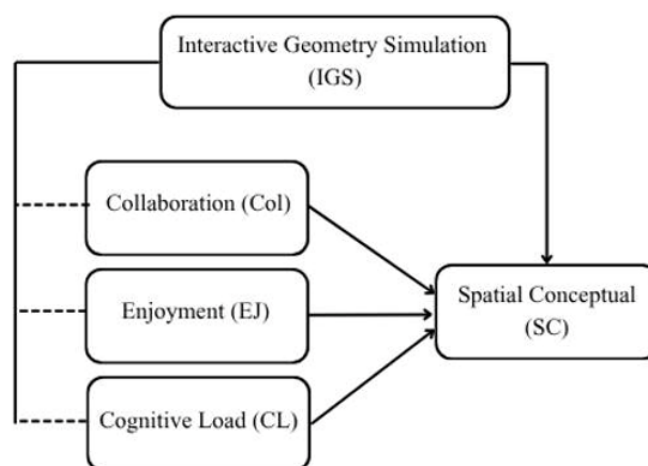 Interactive Geometry Simulation
(IGS)
Collaboration (Col)
Enjoyment (EJ)
Spatial Conceptual
(SC)
Cognitive Load (CL)